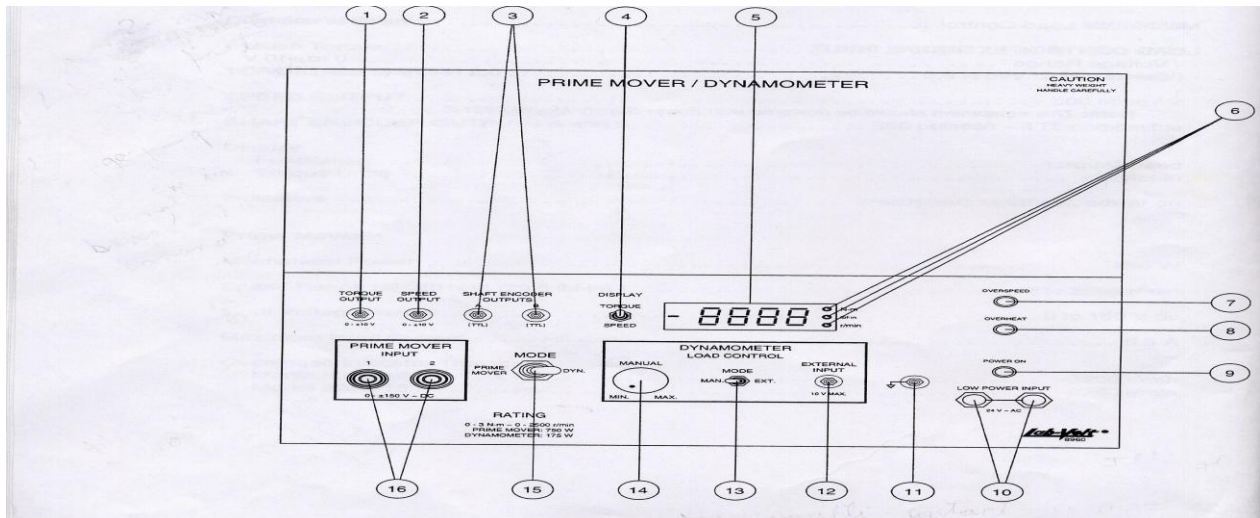 1 2 3 4 5
PRIME MOVER / DYNAMOMETER
CAUTION
HEAVY WEIGHT
HANDLE CAREFULLY
6
TORQUE OUTPUT
SPEED OUTPUT
SHAFT ENCODER OUTPUTS
A B
DISPLAY
TORQUE
SPEED
0 - ±10 V
0 - ±10 V
(TTL)
(TTL)
- 8888
N·m
lbf·in
r/min
OVERSPEED
7
OVERHEAT
8
POWER ON
9
PRIME MOVER
INPUT
1 2
0 - ±150 V - DC
MODE
PRIME MOVER
DYN.
RATING
0 - 3 N·m - 0 - 2500 r/min
PRIME MOVER: 750 W
DYNAMOMETER: 175 W
DYNAMOMETER
LOAD CONTROL
MANUAL
MIN. MAX.
MODE
MAN. EXT.
EXTERNAL
INPUT
10 V MAX.
LOW POWER INPUT
24 V - AC
Lab-Volt
8960
16 15 14 13 12 11 10